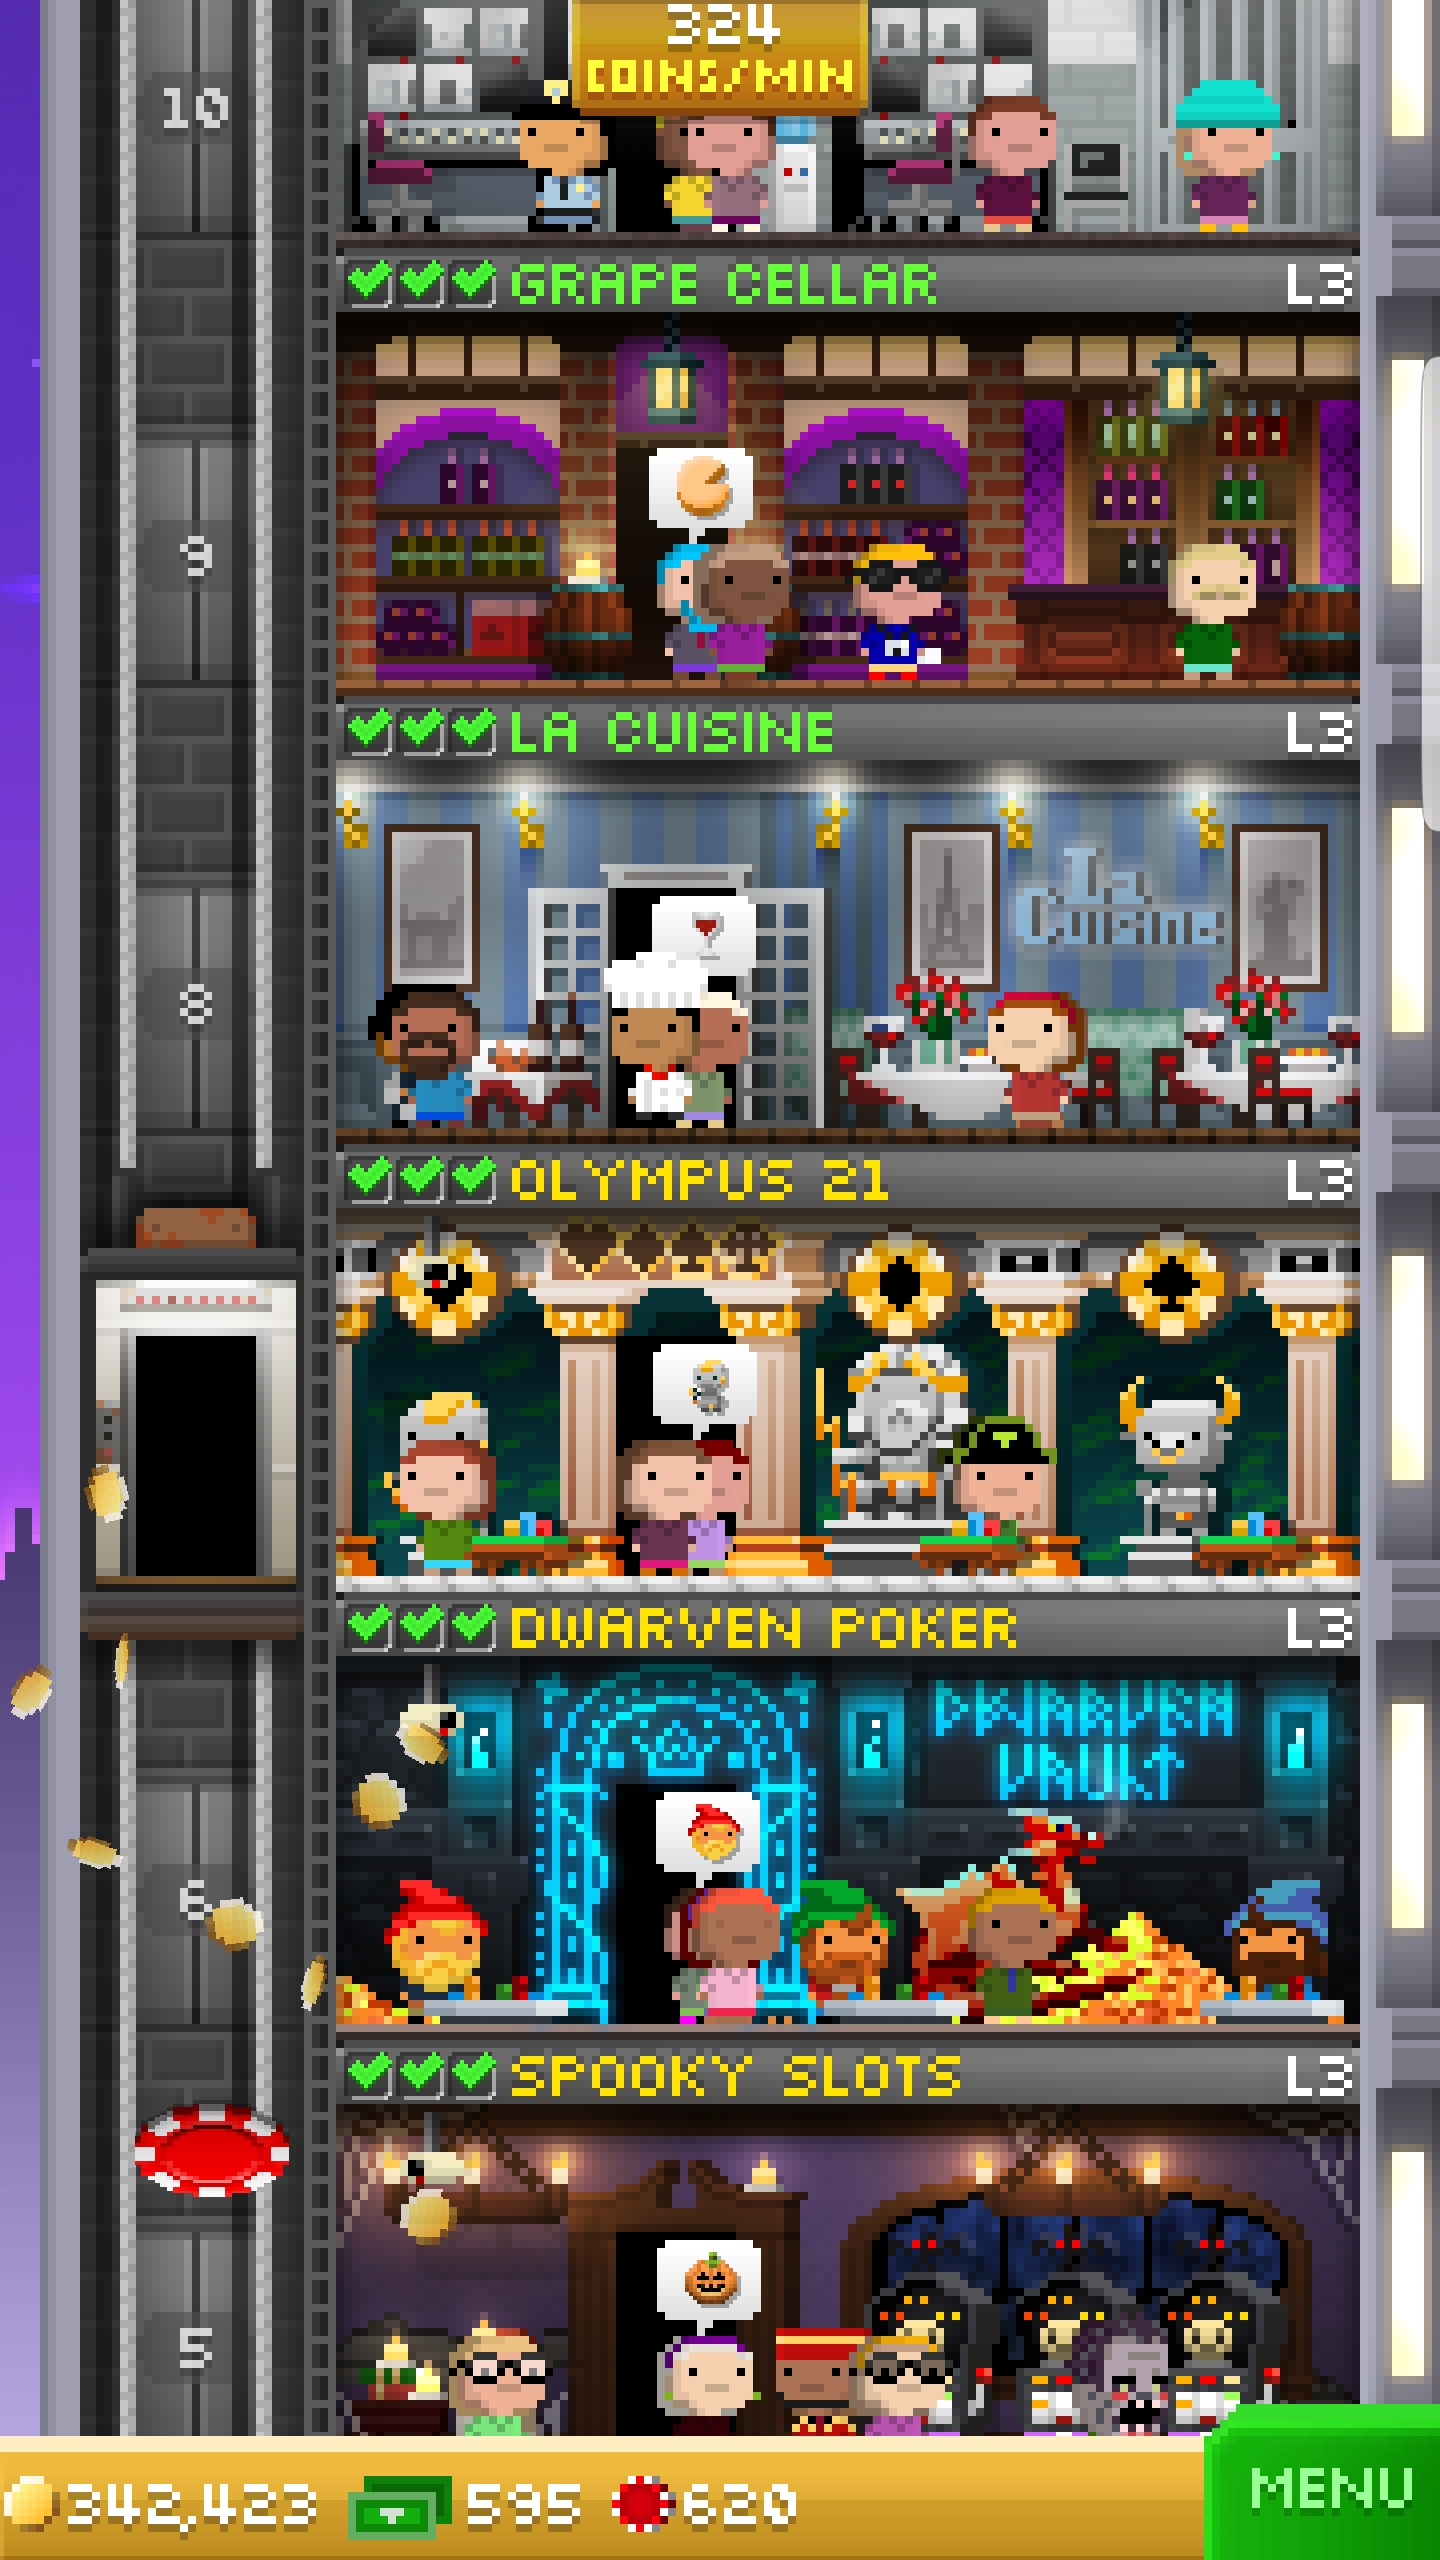 324
COINS/MIN
10
GRAPE CELLAR L3
9
LA CUISINE L3
La
Cuisine
8
OLYMPUS 21 L3
DWARVEN POKER L3
DWARVEN
VAULT
6
SPOOKY SLOTS L3
5
342,423 595 620 MENU